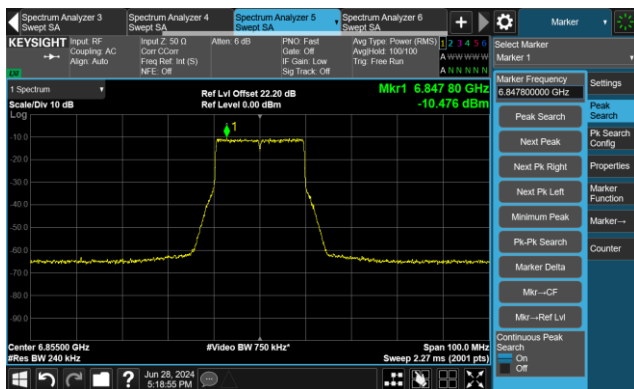 Spectrum Analyzer 3
Swept SA
Spectrum Analyzer 4
Swept SA
Spectrum Analyzer 5
Swept SA
Spectrum Analyzer 6
Swept SA
+
Marker
KEYSIGHT
Input: RF
Coupling: AC
Align: Auto
Input Z: 50 Ω
Corr CCorr
Freq Ref: Int (S)
NFE: Off
Atten: 6 dB
PNO: Fast
Gate: Off
IF Gain: Low
Sig Track: Off
Avg Type: Power (RMS)
Avg|Hold: 100/100
Trig: Free Run
1 2 3 4 5 6
A W W W W W
A N N N N N
Select Marker
Marker 1
LXI
1 Spectrum
Scale/Div 10 dB
Log
Ref Lvl Offset 22.20 dB
Ref Level 0.00 dBm
Mkr1 6.847 80 GHz
-10.476 dBm
Marker Frequency
6.847800000 GHz
Peak Search
Next Peak
Next Pk Right
Next Pk Left
Minimum Peak
Pk-Pk Search
Marker Delta
Mkr→CF
Mkr→Ref Lvl
Continuous Peak
Search
On
Off
Settings
Peak
Search
Pk Search
Config
Properties
Marker
Function
Marker→
Counter
1
-10.0
-20.0
-30.0
-40.0
-50.0
-60.0
-70.0
-80.0
-90.0
Center 6.85500 GHz
#Res BW 240 kHz
#Video BW 750 kHz*
Span 100.0 MHz
Sweep 2.27 ms (2001 pts)
?
Jun 28, 2024
5:18:55 PM